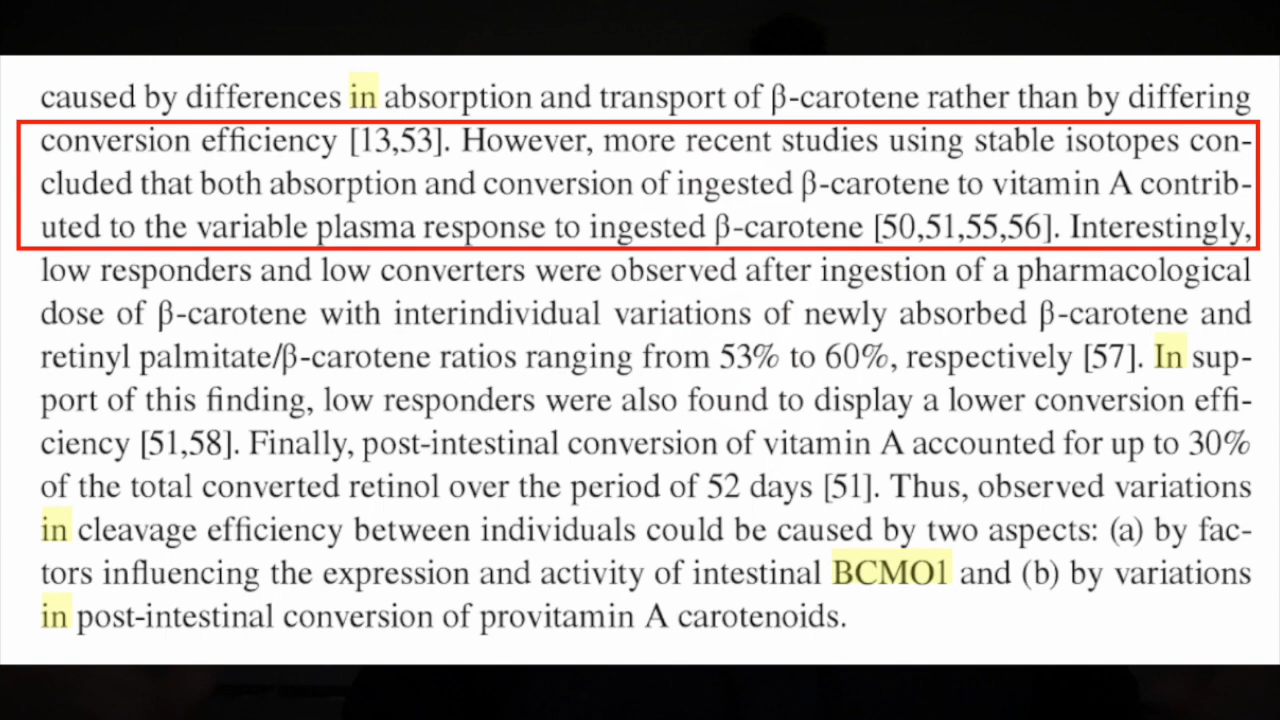 caused by differences in absorption and transport of β-carotene rather than by differing
conversion efficiency [13,53]. However, more recent studies using stable isotopes con-
cluded that both absorption and conversion of ingested β-carotene to vitamin A contrib-
uted to the variable plasma response to ingested β-carotene [50,51,55,56]. Interestingly,
low responders and low converters were observed after ingestion of a pharmacological
dose of β-carotene with interindividual variations of newly absorbed β-carotene and
retinyl palmitate/β-carotene ratios ranging from 53% to 60%, respectively [57]. In sup-
port of this finding, low responders were also found to display a lower conversion effi-
ciency [51,58]. Finally, post-intestinal conversion of vitamin A accounted for up to 30%
of the total converted retinol over the period of 52 days [51]. Thus, observed variations
in cleavage efficiency between individuals could be caused by two aspects: (a) by fac-
tors influencing the expression and activity of intestinal BCMO1 and (b) by variations
in post-intestinal conversion of provitamin A carotenoids.